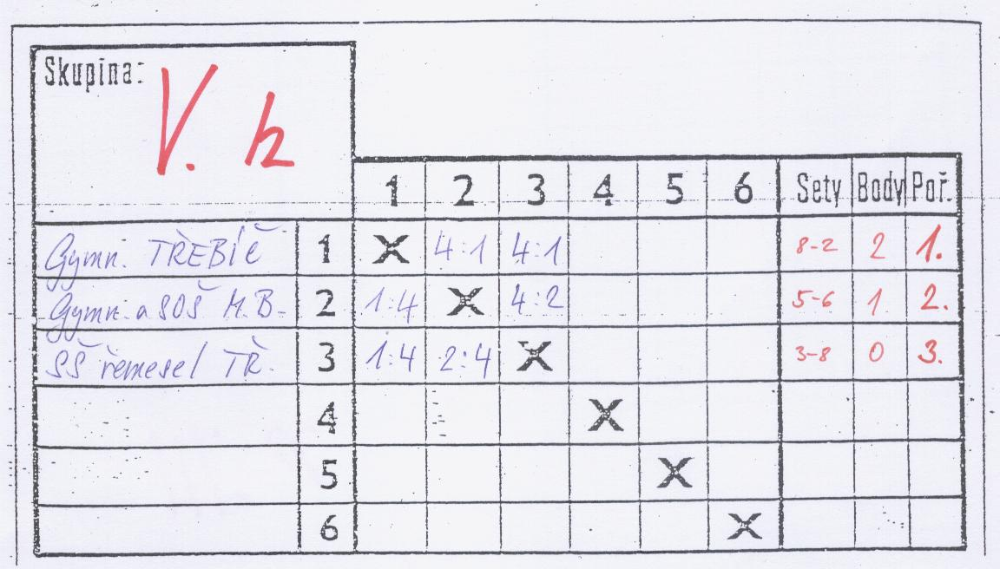 Skupina:
V. h
1 2 3 4 5 6 Sety Body Poř.
Gymn. TŘEBÍČ 1 X 4:1 4:1 8-2 2 1.
Gymn. a SOŠ M.B. 2 1:4 X 4:2 5-6 1 2.
SŠ řemesel TŘ. 3 1:4 2:4 X 3-8 0 3.
4 X
5 X
6 X